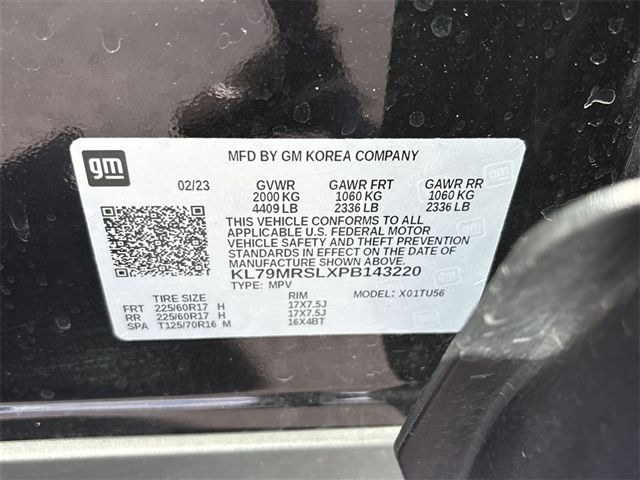 gm
MFD BY GM KOREA COMPANY
02/23 GVWR GAWR FRT GAWR RR
2000 KG 1060 KG 1060 KG
4409 LB 2336 LB 2336 LB
THIS VEHICLE CONFORMS TO ALL
APPLICABLE U.S. FEDERAL MOTOR
VEHICLE SAFETY AND THEFT PREVENTION
STANDARDS IN EFFECT ON THE DATE OF
MANUFACTURE SHOWN ABOVE.
KL79MRSLXPB143220
TYPE: MPV MODEL: X01TU56
TIRE SIZE RIM
FRT 225/60R17 H 17X7.5J
RR 225/60R17 H 17X7.5J
SPA T125/70R16 M 16X4BT